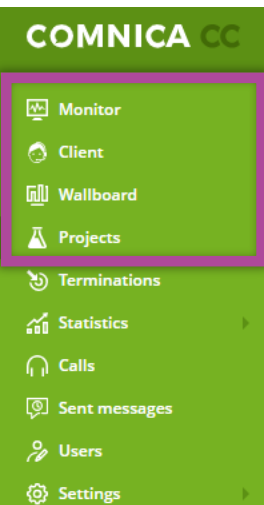 COMNICA CC
Monitor
Client
Wallboard
Projects
Terminations
Statistics
Calls
Sent messages
Users
Settings